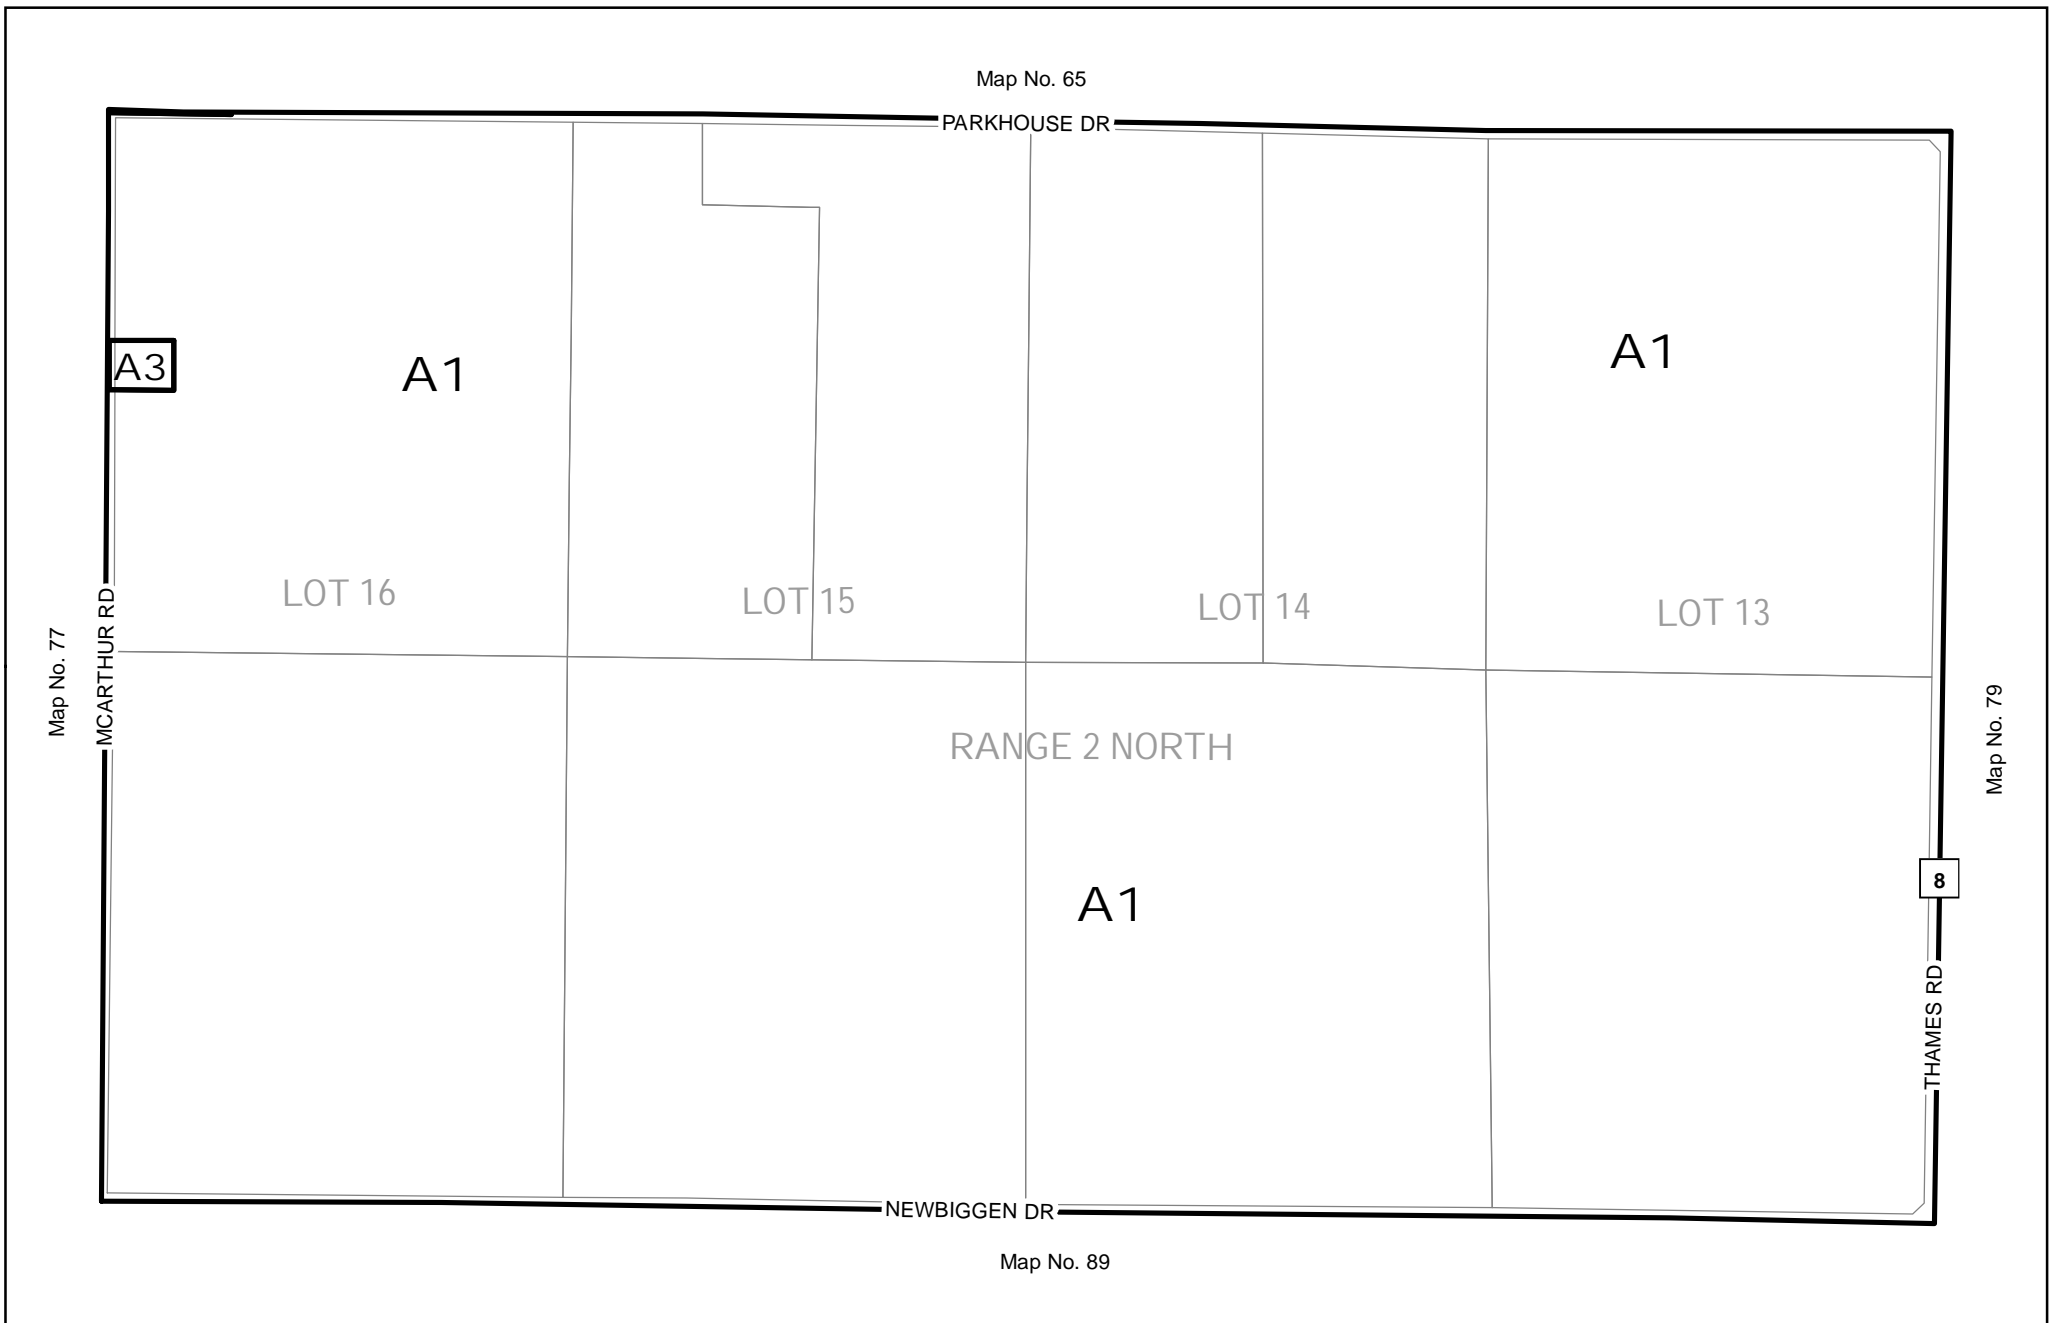 Map No. 65
PARKHOUSE DR
A3
A1
A1
LOT 16
LOT 15
LOT 14
LOT 13
MCARTHUR RD
Map No. 77
Map No. 79
RANGE 2 NORTH
A1
8
THAMES RD
NEWBIGGEN DR
Map No. 89